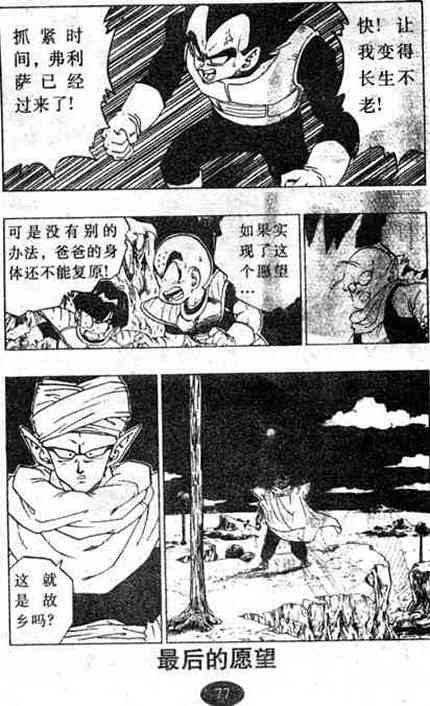 快！让
我变得
长生不
老！
抓紧时
间，弗利
萨已经
过来了！
如果实
现了这
个愿望
…
可是没有别的
办法，爸爸的身
体还不能复原！
这就
是故
乡吗？
最后的愿望
77